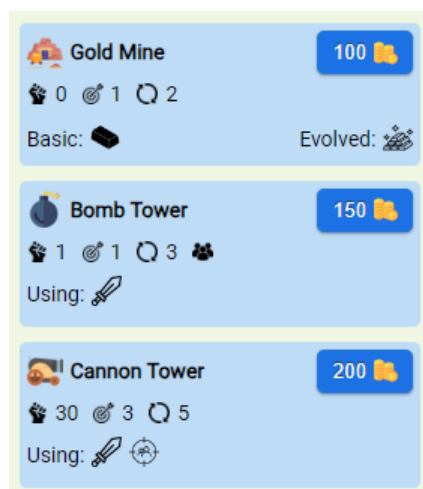 Gold Mine 100
0 1 2
Basic: Evolved:
Bomb Tower 150
1 1 3
Using:
Cannon Tower 200
30 3 5
Using: